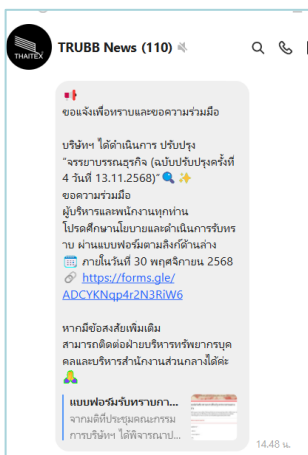 THAITEX
TRUBB News (110)
ขอแจ้งเพื่อทราบและขอความร่วมมือ
บริษัทฯ ได้ดำเนินการ ปรับปรุง
"จรรยาบรรณธุรกิจ (ฉบับปรับปรุงครั้งที่
4 วันที่ 13.11.2568)" 🔍 ✨
ขอความร่วมมือ
ผู้บริหารและพนักงานทุกท่าน
โปรดศึกษานโยบายและดำเนินการรับทร
าบ ผ่านแบบฟอร์มตามลิงก์ด้านล่าง
📅 ภายในวันที่ 30 พฤศจิกายน 2568
🔗 https://forms.gle/
ADCYKNqp4r2N3RiW6
หากมีข้อสงสัยเพิ่มเติม
สามารถติดต่อฝ่ายบริหารทรัพยากรบุค
คลและบริหารสำนักงานส่วนกลางได้ค่ะ
แบบฟอร์มรับทราบกา...
จากมติที่ประชุมคณะกรรม
การบริษัทฯ ได้พิจารณาป...
14.48 น.